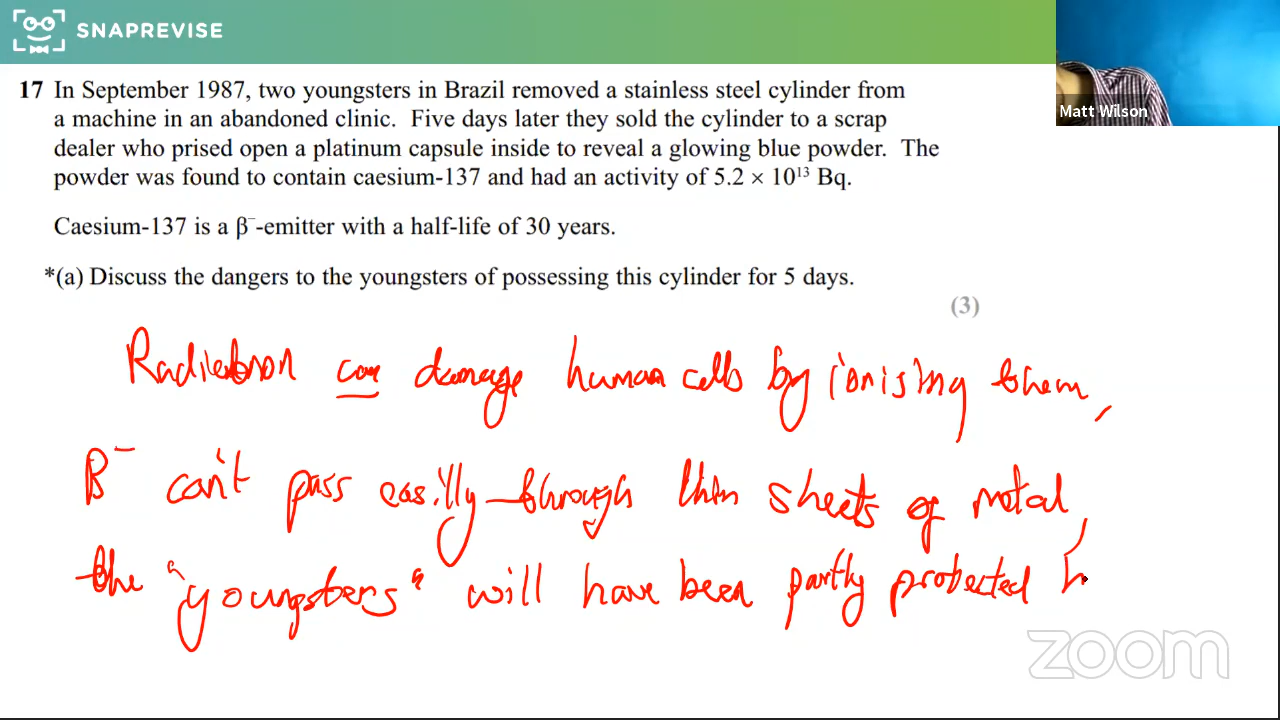 SNAPREVISE
Matt Wilson
17 In September 1987, two youngsters in Brazil removed a stainless steel cylinder from
a machine in an abandoned clinic. Five days later they sold the cylinder to a scrap
dealer who prised open a platinum capsule inside to reveal a glowing blue powder. The
powder was found to contain caesium-137 and had an activity of 5.2 × 10¹³ Bq.
Caesium-137 is a β⁻-emitter with a half-life of 30 years.
*(a) Discuss the dangers to the youngsters of possessing this cylinder for 5 days.
(3)
Radiation can damage human cells by ionising them,
β⁻ can't pass easilly through thin sheets of metal,
the "youngsters" will have been partly protected
zoom